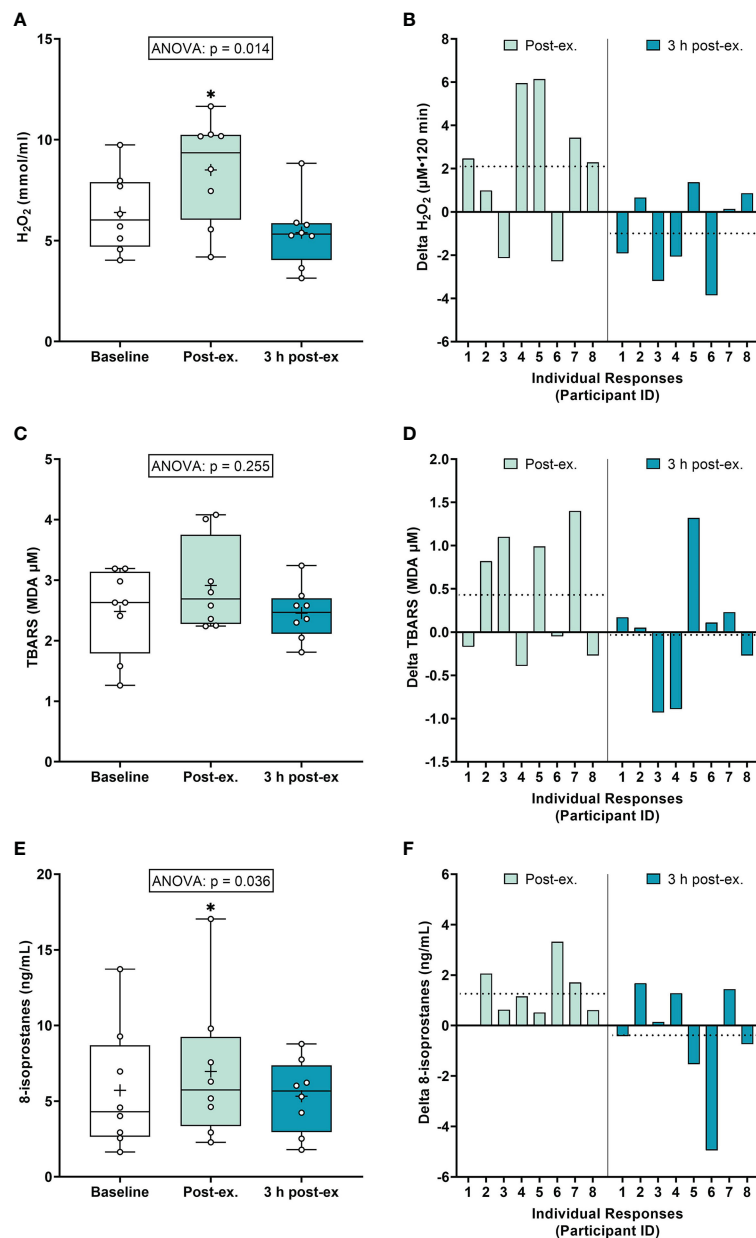 A
ANOVA: p = 0.014
*
H₂O₂ (mmol/ml)
15
10
5
0
Baseline
Post-ex.
3 h post-ex
B
Post-ex.
3 h post-ex.
Delta H₂O₂ (µM•120 min)
8
6
4
2
0
-2
-4
-6
1 2 3 4 5 6 7 8 1 2 3 4 5 6 7 8
Individual Responses
(Participant ID)
C
ANOVA: p = 0.255
TBARS (MDA µM)
5
4
3
2
1
0
Baseline
Post-ex.
3 h post-ex
D
Post-ex.
3 h post-ex.
Delta TBARS (MDA µM)
2.0
1.5
1.0
0.5
0.0
-0.5
-1.0
-1.5
1 2 3 4 5 6 7 8 1 2 3 4 5 6 7 8
Individual Responses
(Participant ID)
E
ANOVA: p = 0.036
*
8-isoprostanes (ng/mL)
20
15
10
5
0
Baseline
Post-ex.
3 h post-ex
F
Post-ex.
3 h post-ex.
Delta 8-isoprostanes (ng/mL)
6
4
2
0
-2
-4
-6
1 2 3 4 5 6 7 8 1 2 3 4 5 6 7 8
Individual Responses
(Participant ID)